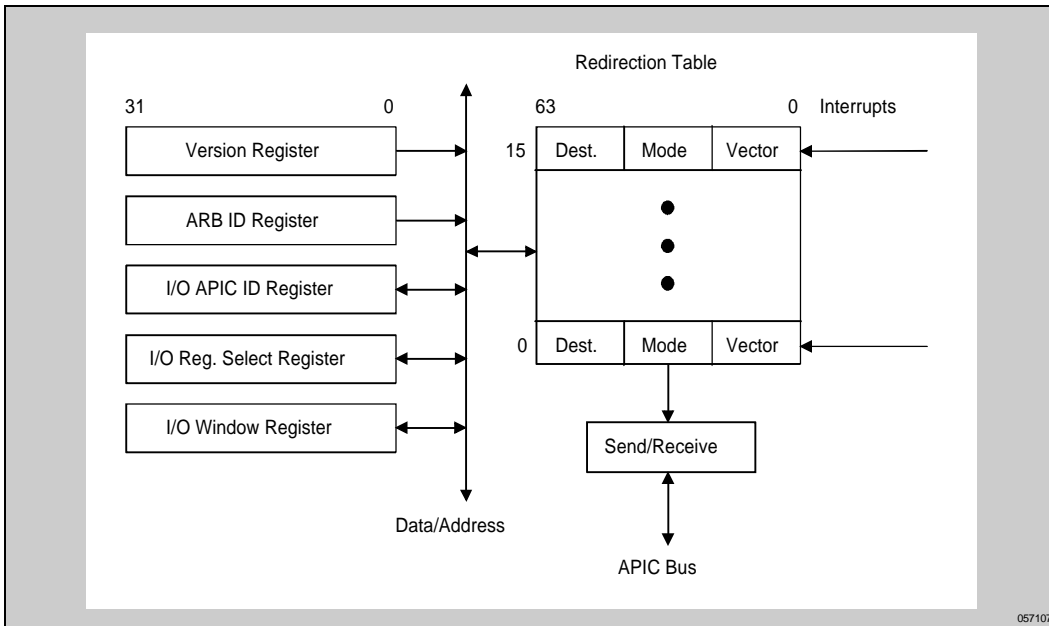 Redirection Table
31 0
63 0 Interrupts
Version Register
15 Dest. Mode Vector
ARB ID Register
I/O APIC ID Register
I/O Reg. Select Register
0 Dest. Mode Vector
I/O Window Register
Send/Receive
Data/Address
APIC Bus
057107